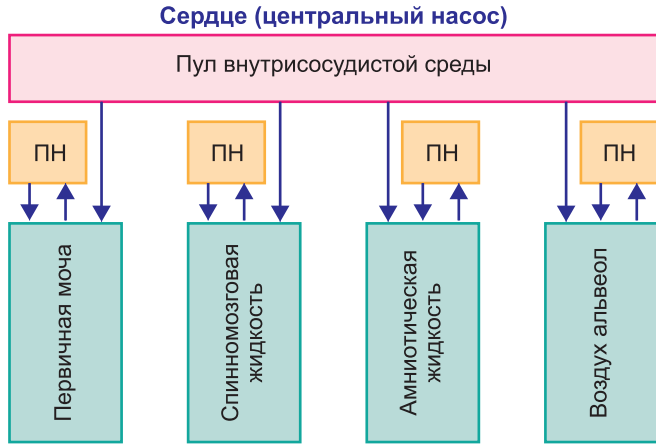 Сердце (центральный насос)
Пул внутрисосудистой среды
ПН
ПН
ПН
ПН
Первичная моча
Спинномозговая
жидкость
Амниотическая
жидкость
Воздух альвеол